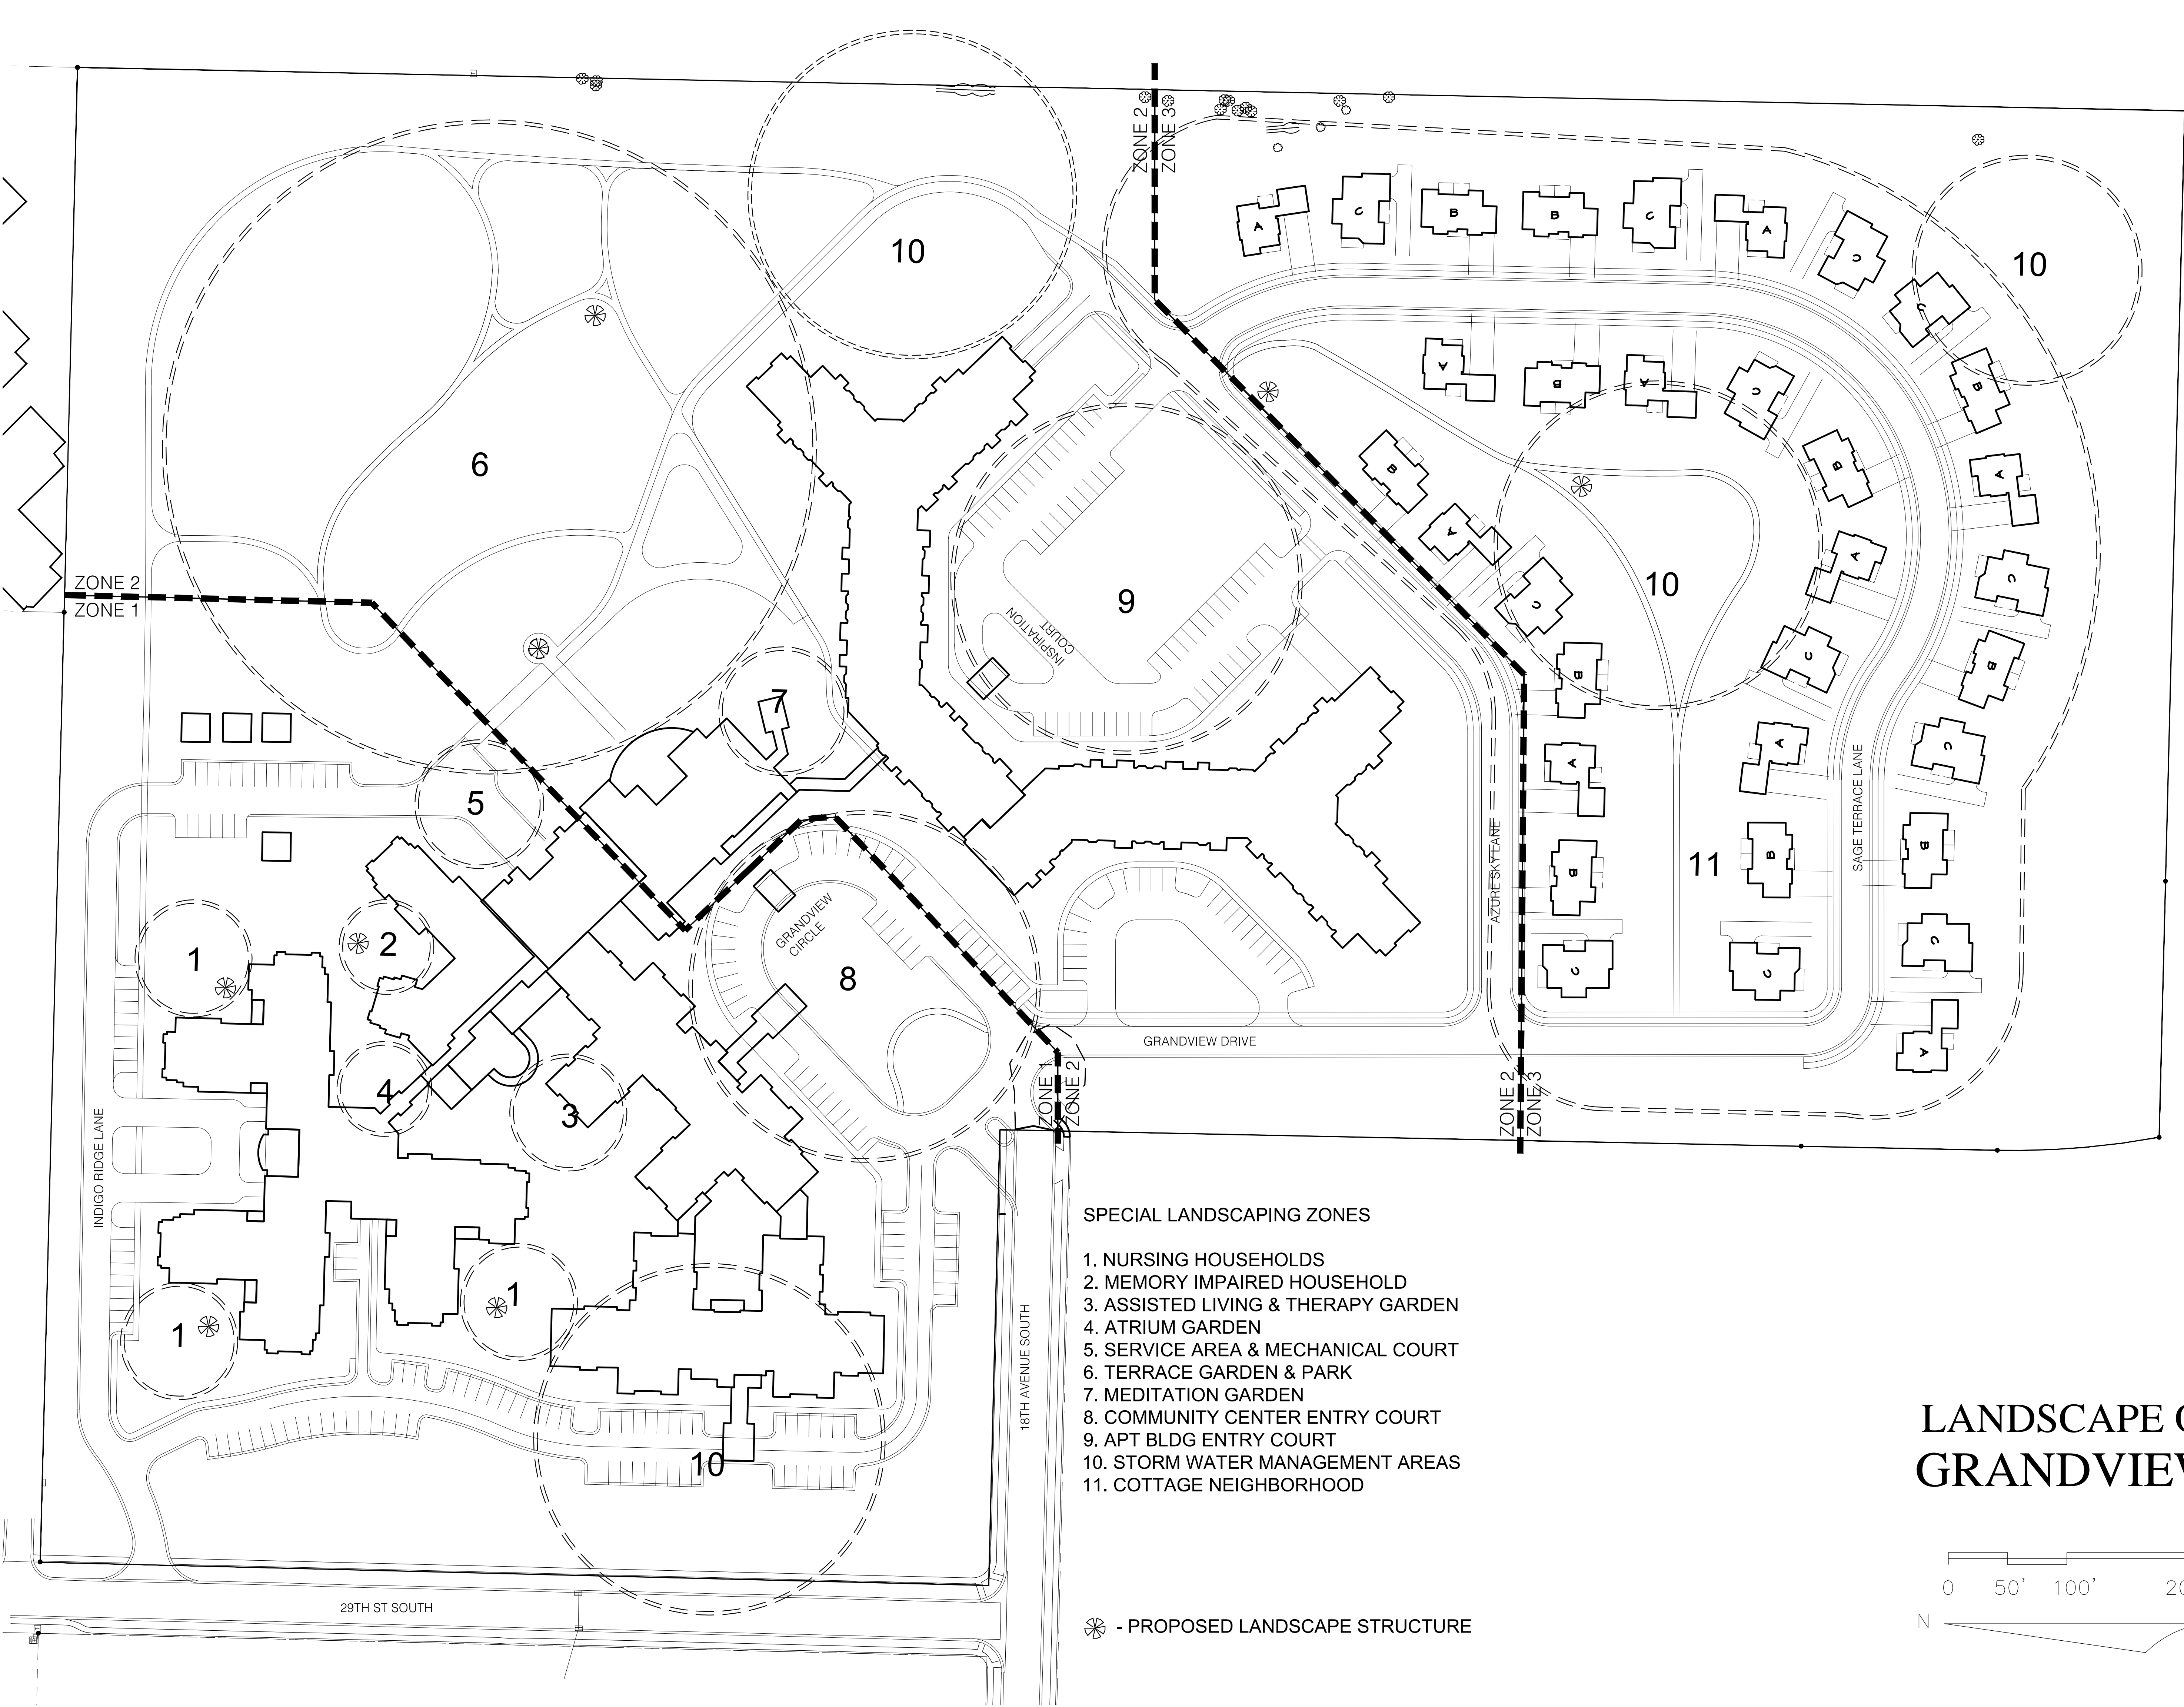 ZONE 2
ZONE 3
10
10
6
ZONE 2
ZONE 1
9
INSPIRATION
COURT
10
7
5
11
1
2
GRANDVIEW
CIRCLE
8
4
3
1
1
10
A
C
B
B
C
A
C
C
B
A
C
B
C
B
C
A
A
B
A
C
B
A
C
A
B
C
B
A
C
B
A
B
C
INDIGO RIDGE LANE
AZURE SKY LANE
SAGE TERRACE LANE
GRANDVIEW DRIVE
ZONE 1
ZONE 2
ZONE 2
ZONE 3
18TH AVENUE SOUTH
29TH ST SOUTH
SPECIAL LANDSCAPING ZONES
1. NURSING HOUSEHOLDS
2. MEMORY IMPAIRED HOUSEHOLD
3. ASSISTED LIVING & THERAPY GARDEN
4. ATRIUM GARDEN
5. SERVICE AREA & MECHANICAL COURT
6. TERRACE GARDEN & PARK
7. MEDITATION GARDEN
8. COMMUNITY CENTER ENTRY COURT
9. APT BLDG ENTRY COURT
10. STORM WATER MANAGEMENT AREAS
11. COTTAGE NEIGHBORHOOD
- PROPOSED LANDSCAPE STRUCTURE
LANDSCAPE
GRANDVIEW
0 50' 100'
N